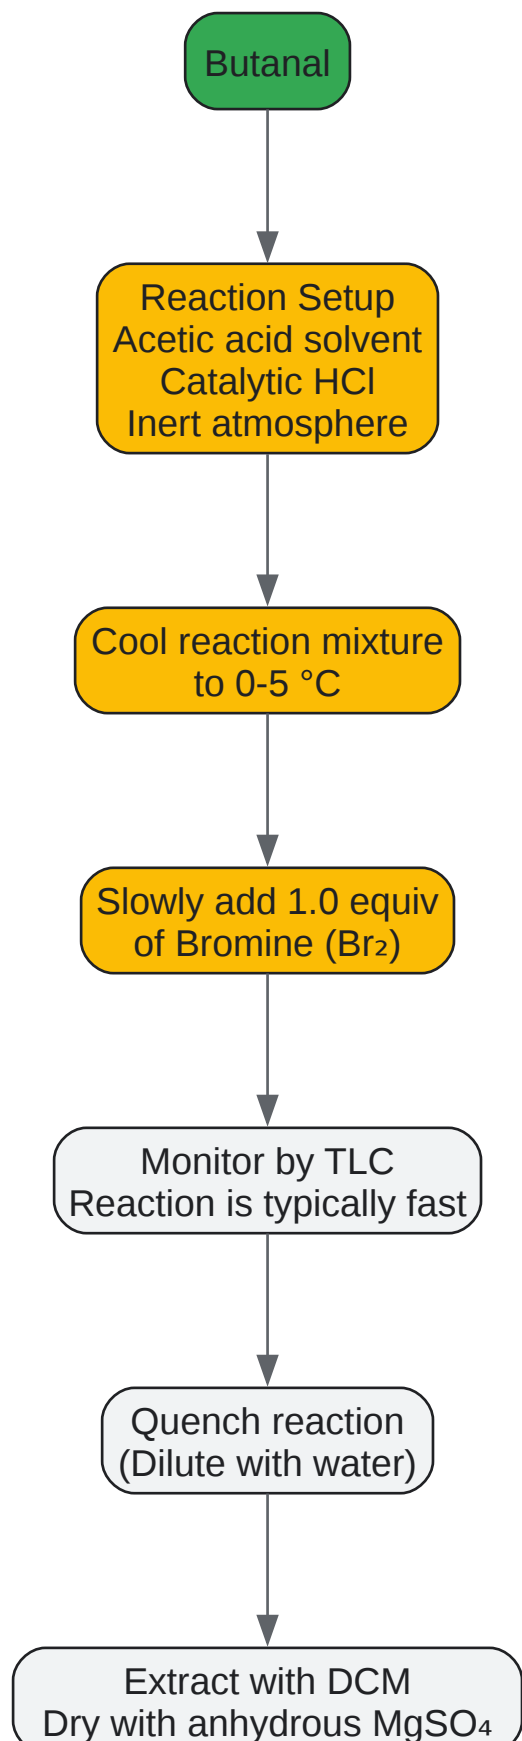 Butanal
Reaction Setup
Acetic acid solvent
Catalytic HCl
Inert atmosphere
Cool reaction mixture
to 0-5 °C
Slowly add 1.0 equiv
of Bromine (Br₂)
Monitor by TLC
Reaction is typically fast
Quench reaction
(Dilute with water)
Extract with DCM
Dry with anhydrous MgSO₄